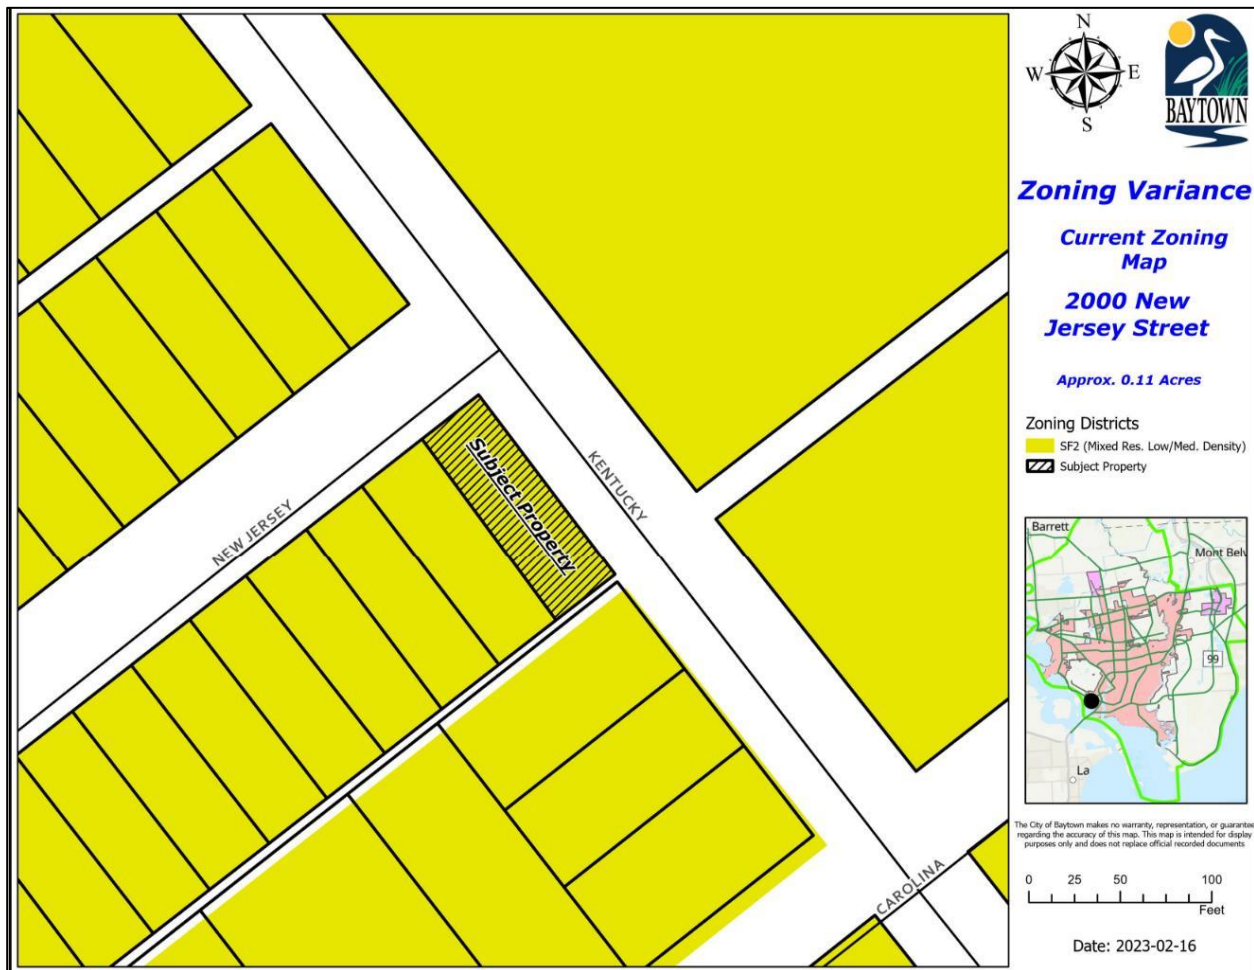 N
W
E
S
BAYTOWN
Zoning Variance
Current Zoning
Map
2000 New
Jersey Street
Approx. 0.11 Acres
Zoning Districts
SF2 (Mixed Res. Low/Med. Density)
Subject Property
Subject Property
KENTUCKY
NEW JERSEY
CAROLINA
Barrett
Mont Belv
99
La
The City of Baytown makes no warranty, representation, or guarantee
regarding the accuracy of this map. This map is intended for display
purposes only and does not replace official recorded documents
0 25 50 100
Feet
Date: 2023-02-16